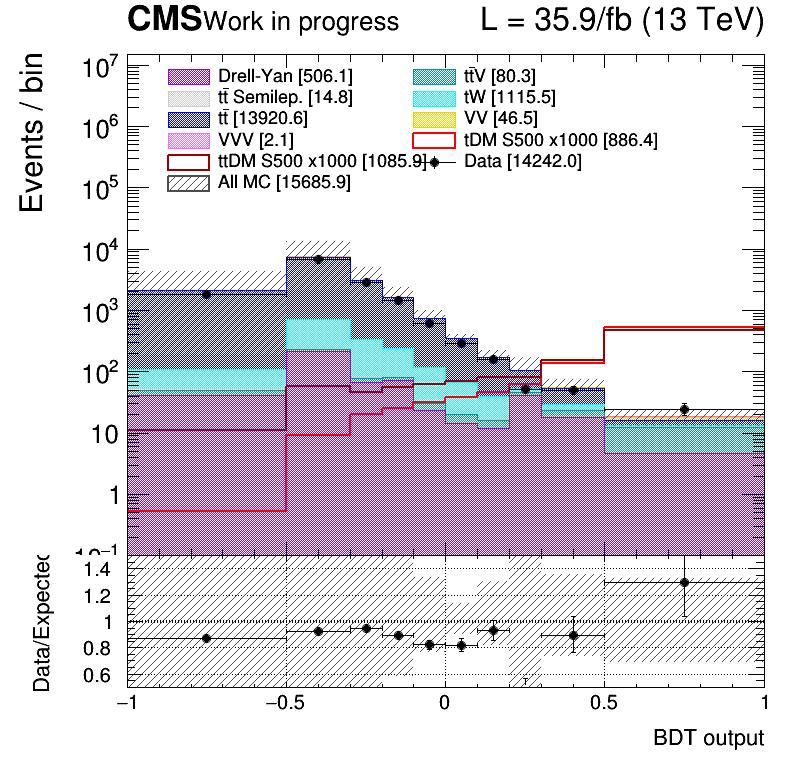 CMS Work in progress L = 35.9/fb (13 TeV)
Events / bin
10⁷
10⁶
10⁵
10⁴
10³
10²
10
1
10⁻¹
Drell-Yan [506.1]
tt̄V [80.3]
tt̄ Semilep. [14.8]
tW [1115.5]
tt̄ [13920.6]
VV [46.5]
VVV [2.1]
tDM S500 x1000 [886.4]
ttDM S500 x1000 [1085.9]
Data [14242.0]
All MC [15685.9]
Data/Expected
1.4
1.2
1
0.8
0.6
−1 −0.5 0 0.5 1
BDT output